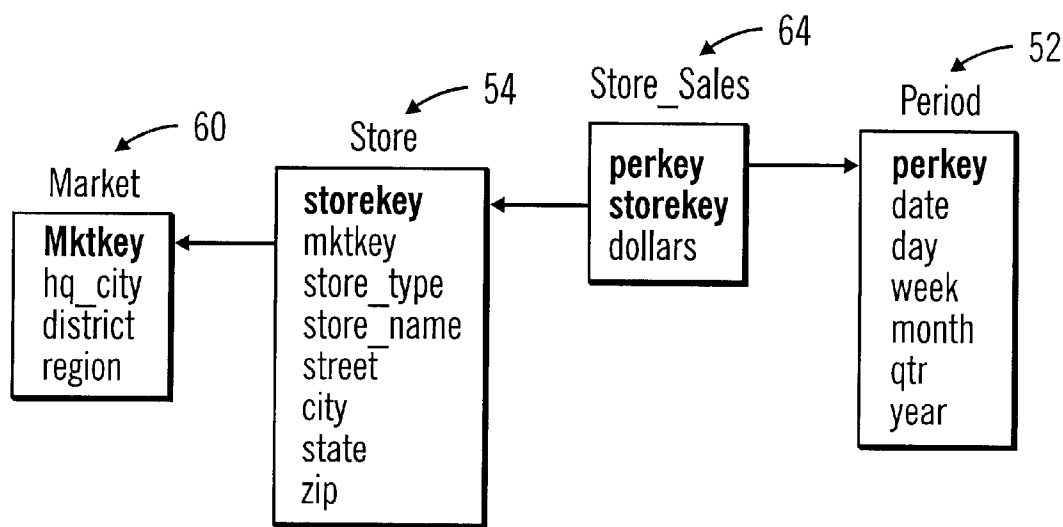 60
Market
Mktkey
hq_city
district
region
54
Store
storekey
mktkey
store_type
store_name
street
city
state
zip
64
Store_Sales
perkey
storekey
dollars
52
Period
perkey
date
day
week
month
qtr
year